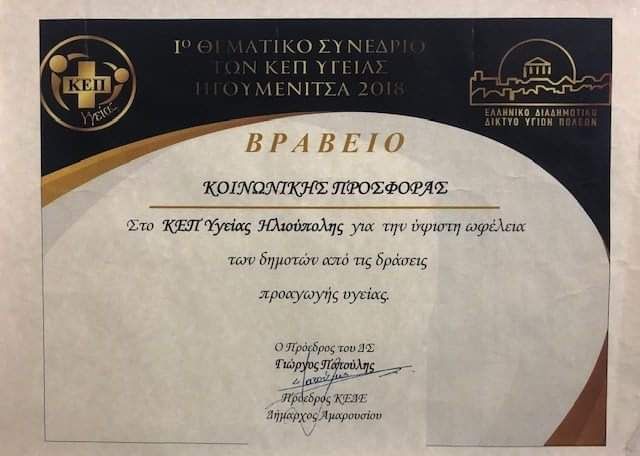 1ο ΘΕΜΑΤΙΚΟ ΣΥΝΕΔΡΙΟ
ΤΩΝ ΚΕΠ ΥΓΕΙΑΣ
ΗΓΟΥΜΕΝΙΤΣΑ 2018
ΚΕΠ
Υγείας
ΕΛΛΗΝΙΚΟ ΔΙΑΔΗΜΟΤΙΚΟ
ΔΙΚΤΥΟ ΥΓΙΩΝ ΠΟΛΕΩΝ
ΒΡΑΒΕΙΟ
ΚΟΙΝΩΝΙΚΗΣ ΠΡΟΣΦΟΡΑΣ
Στο ΚΕΠ Υγείας Ηλιούπολης για την ύψιστη ωφέλεια
των δημοτών από τις δράσεις
προαγωγής υγείας.
Ο Πρόεδρος του ΔΣ
Γιώργος Πατούλης
Πρόεδρος ΚΕΔΕ
Δήμαρχος Αμαρουσίου